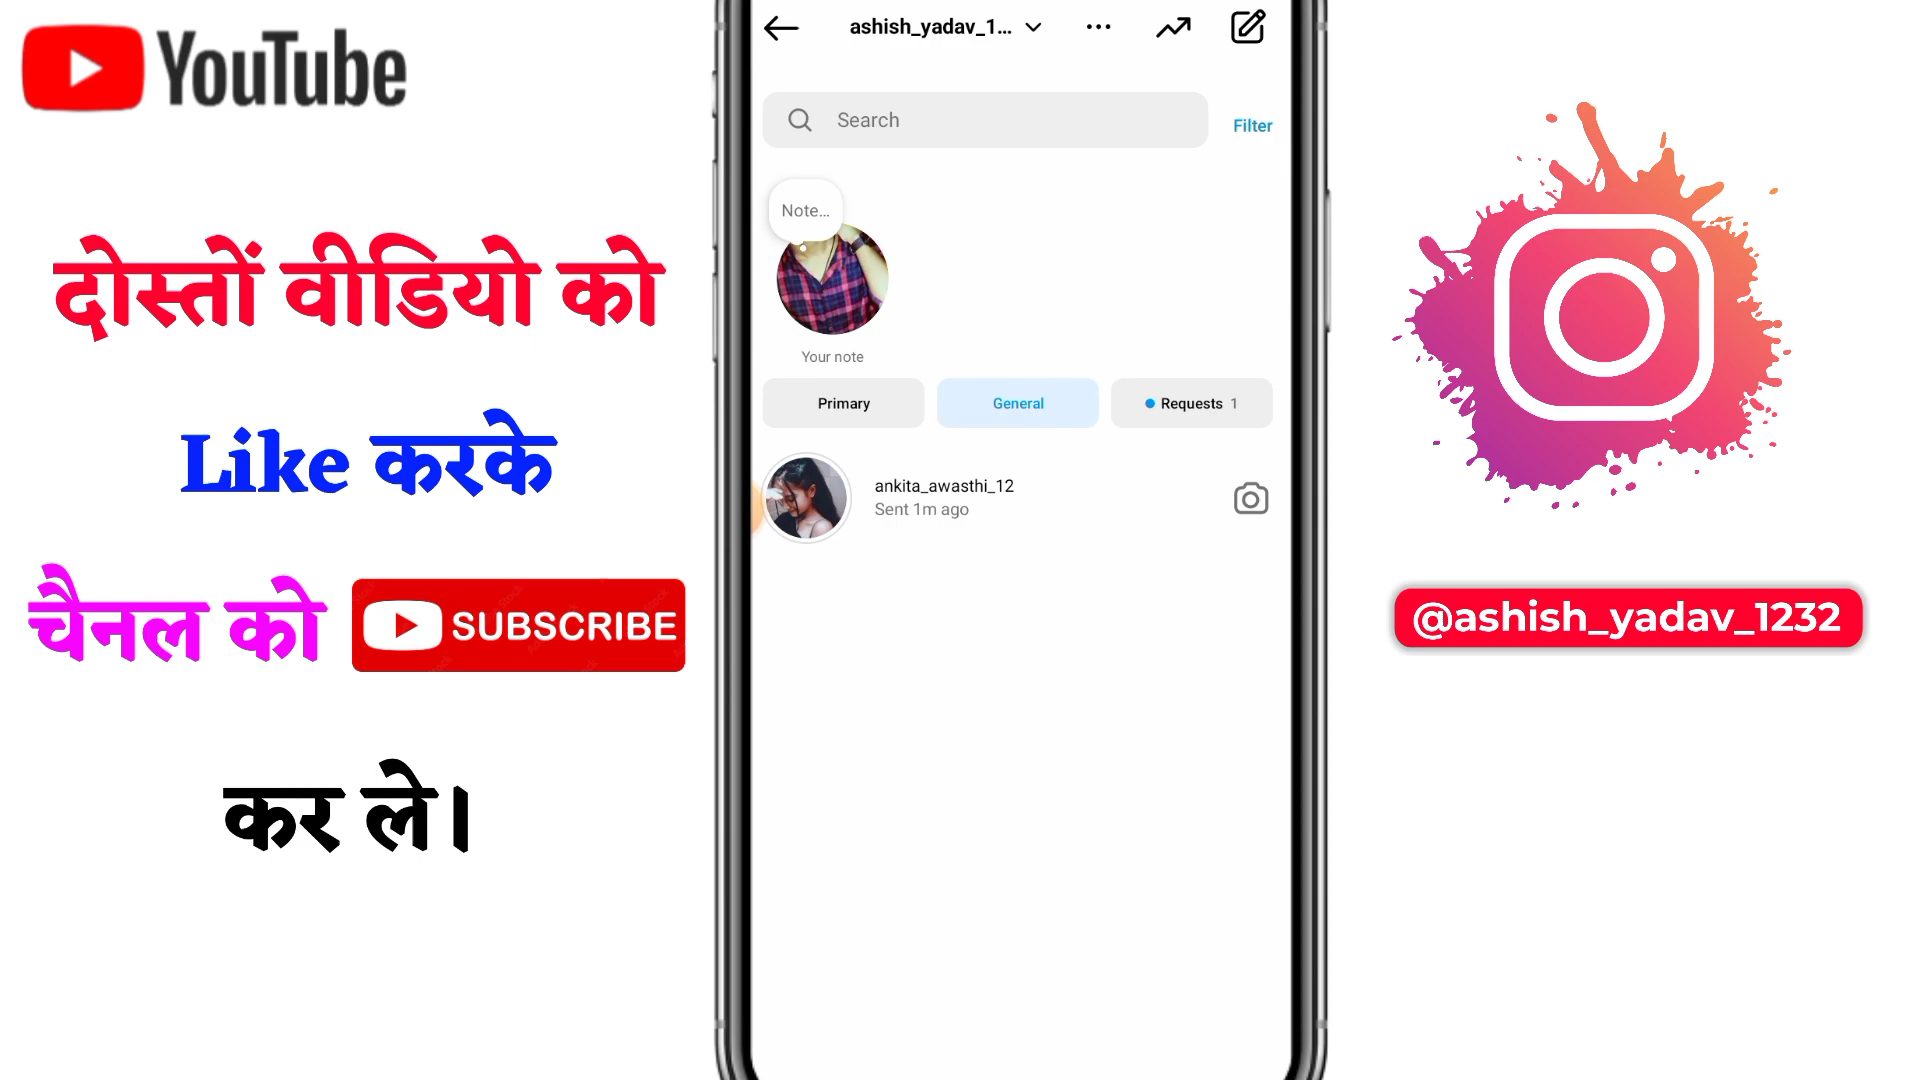 YouTube
दोस्तों वीडियो को
Like करके
चैनल को SUBSCRIBE
कर ले।
ashish_yadav_1...
Search
Filter
Note...
Your note
Primary
General
Requests 1
ankita_awasthi_12
Sent 1m ago
@ashish_yadav_1232